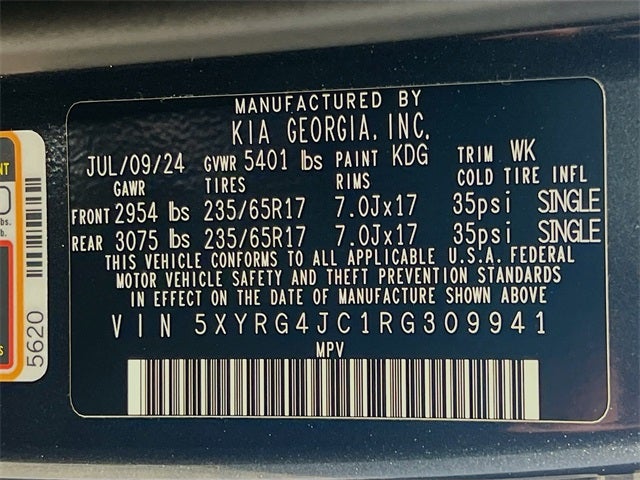 MANUFACTURED BY
KIA GEORGIA, INC.
JUL/09/24 GVWR 5401 lbs PAINT KDG TRIM WK
GAWR TIRES RIMS COLD TIRE INFL
FRONT 2954 lbs 235/65R17 7.0Jx17 35psi SINGLE
REAR 3075 lbs 235/65R17 7.0Jx17 35psi SINGLE
THIS VEHICLE CONFORMS TO ALL APPLICABLE U.S.A. FEDERAL
MOTOR VEHICLE SAFETY AND THEFT PREVENTION STANDARDS
IN EFFECT ON THE DATE OF MANUFACTURE SHOWN ABOVE
VIN 5XYRG4JC1RG309941
MPV
5620